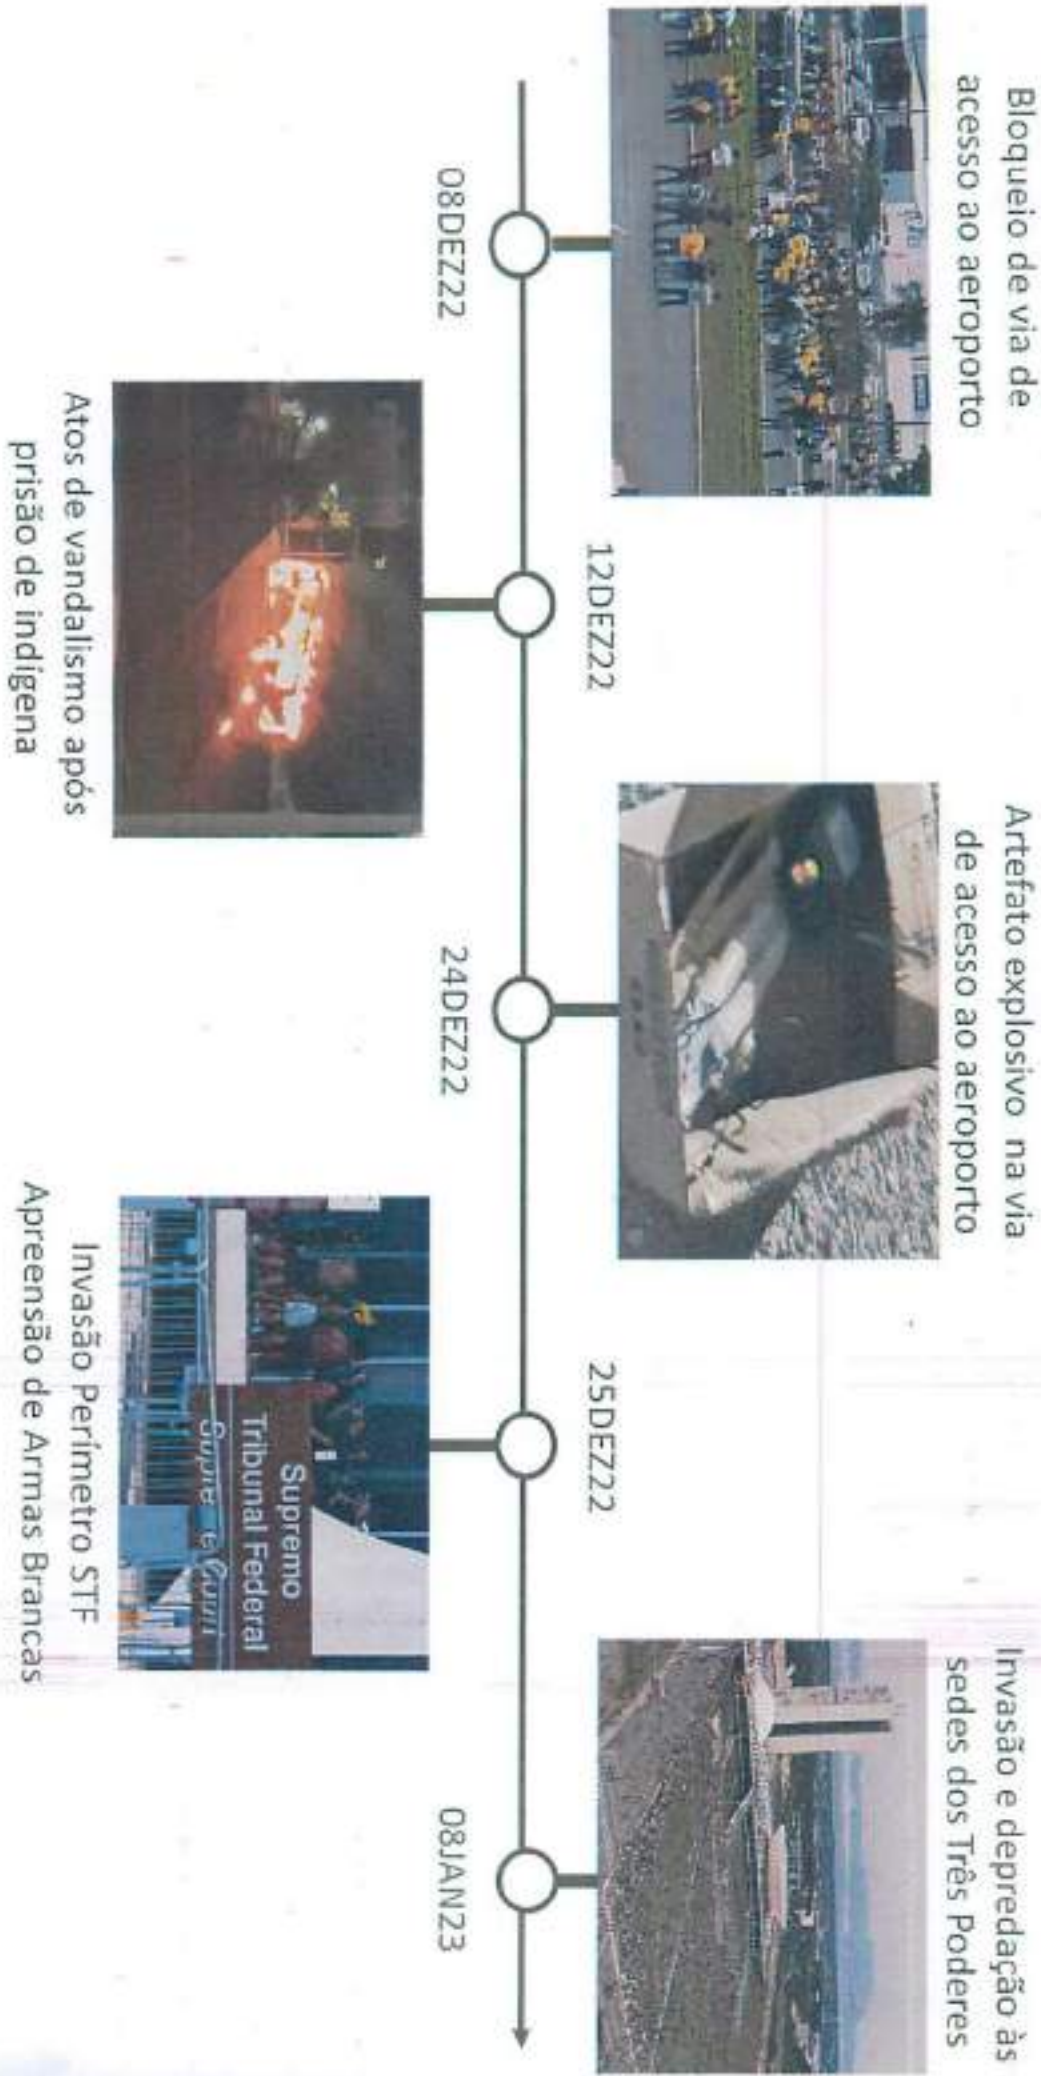 Bloqueio de via de
acesso ao aeroporto
08DEZ22
12DEZ22
Atos de vandalismo após
prisão de indígena
Artefato explosivo na via
de acesso ao aeroporto
24DEZ22
25DEZ22
Supremo
Tribunal Federal
Invasão Perímetro STF
Apreensão de Armas Brancas
Invasão e depredação às
sedes dos Três Poderes
08JAN23